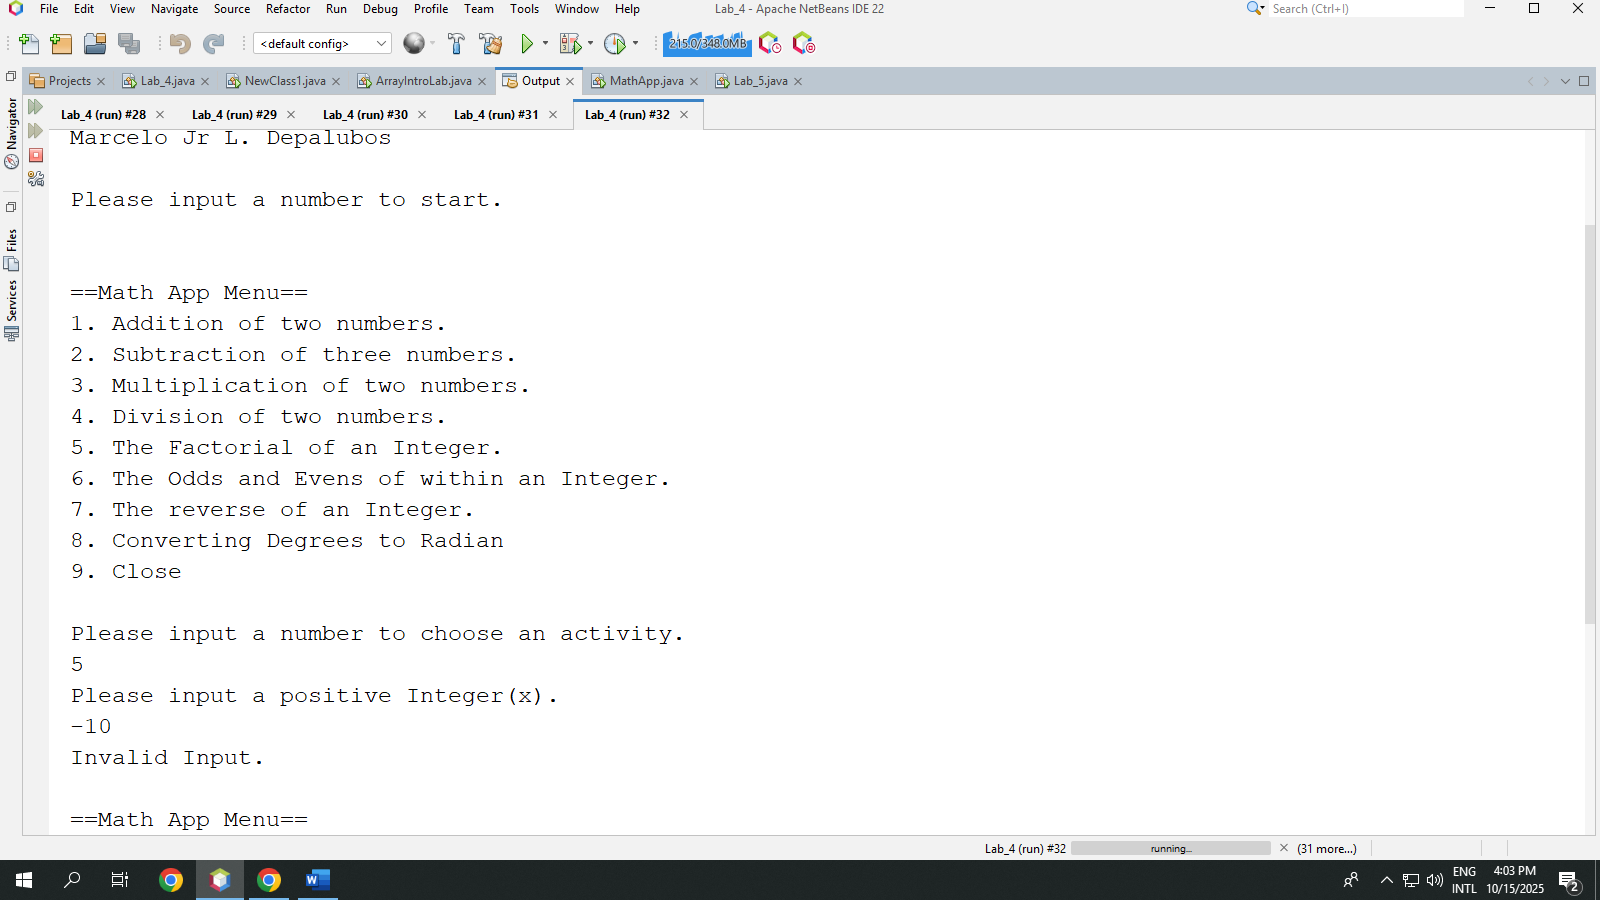 File Edit View Navigate Source Refactor Run Debug Profile Team Tools Window Help Lab_4 - Apache NetBeans IDE 22 Search (Ctrl+I)
<default config> 215.0/348.0MB
Projects Lab_4.java NewClass1.java ArrayIntroLab.java Output MathApp.java Lab_5.java
Lab_4 (run) #28 Lab_4 (run) #29 Lab_4 (run) #30 Lab_4 (run) #31 Lab_4 (run) #32
Navigator
Files
Services
Marcelo Jr L. Depalubos
Please input a number to start.
==Math App Menu==
1. Addition of two numbers.
2. Subtraction of three numbers.
3. Multiplication of two numbers.
4. Division of two numbers.
5. The Factorial of an Integer.
6. The Odds and Evens of within an Integer.
7. The reverse of an Integer.
8. Converting Degrees to Radian
9. Close
Please input a number to choose an activity.
5
Please input a positive Integer(x).
-10
Invalid Input.
==Math App Menu==
Lab_4 (run) #32 running... (31 more...)
ENG 4:03 PM
INTL 10/15/2025 2